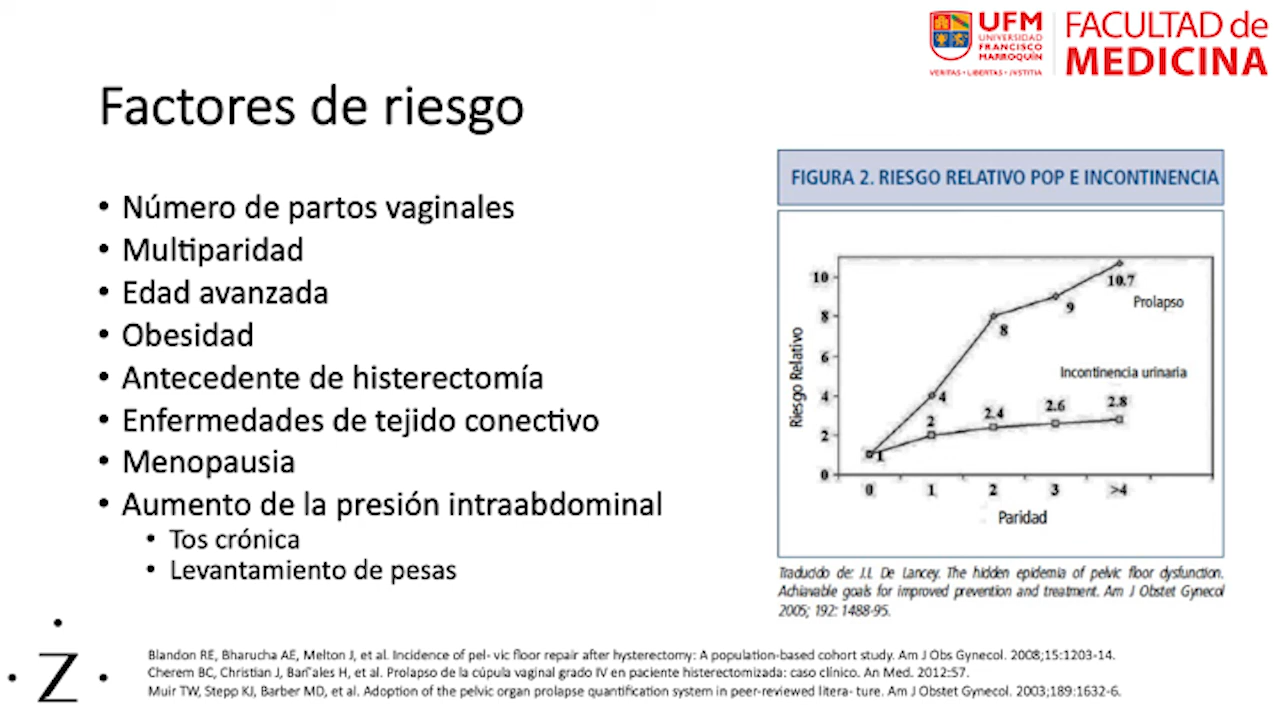 UFM
UNIVERSIDAD
FRANCISCO
MARROQUÍN
VERITAS • LIBERTAS • JVSTITIA
FACULTAD de
MEDICINA
Factores de riesgo
• Número de partos vaginales
• Multiparidad
• Edad avanzada
• Obesidad
• Antecedente de histerectomía
• Enfermedades de tejido conectivo
• Menopausia
• Aumento de la presión intraabdominal
• Tos crónica
• Levantamiento de pesas
FIGURA 2. RIESGO RELATIVO POP E INCONTINENCIA
Riesgo Relativo
10
8
6
4
2
0
10.7
Prolapso
9
8
Incontinencia urinaria
4
2
2.4
2.6
2.8
1
0 1 2 3 >4
Paridad
Traducido de: J.L De Lancey. The hidden epidemia of pelvic floor dysfunction.
Achiavable goals for improved prevention and treatment. Am J Obstet Gynecol
2005; 192: 1488-95.
Z
Blandon RE, Bharucha AE, Melton J, et al. Incidence of pel- vic floor repair after hysterectomy: A population-based cohort study. Am J Obs Gynecol. 2008;15:1203-14.
Cherem BC, Christian J, Bañ˜ales H, et al. Prolapso de la cúpula vaginal grado IV en paciente histerectomizada: caso clínico. An Med. 2012:57.
Muir TW, Stepp KJ, Barber MD, et al. Adoption of the pelvic organ prolapse quantification system in peer-reviewed litera- ture. Am J Obstet Gynecol. 2003;189:1632-6.